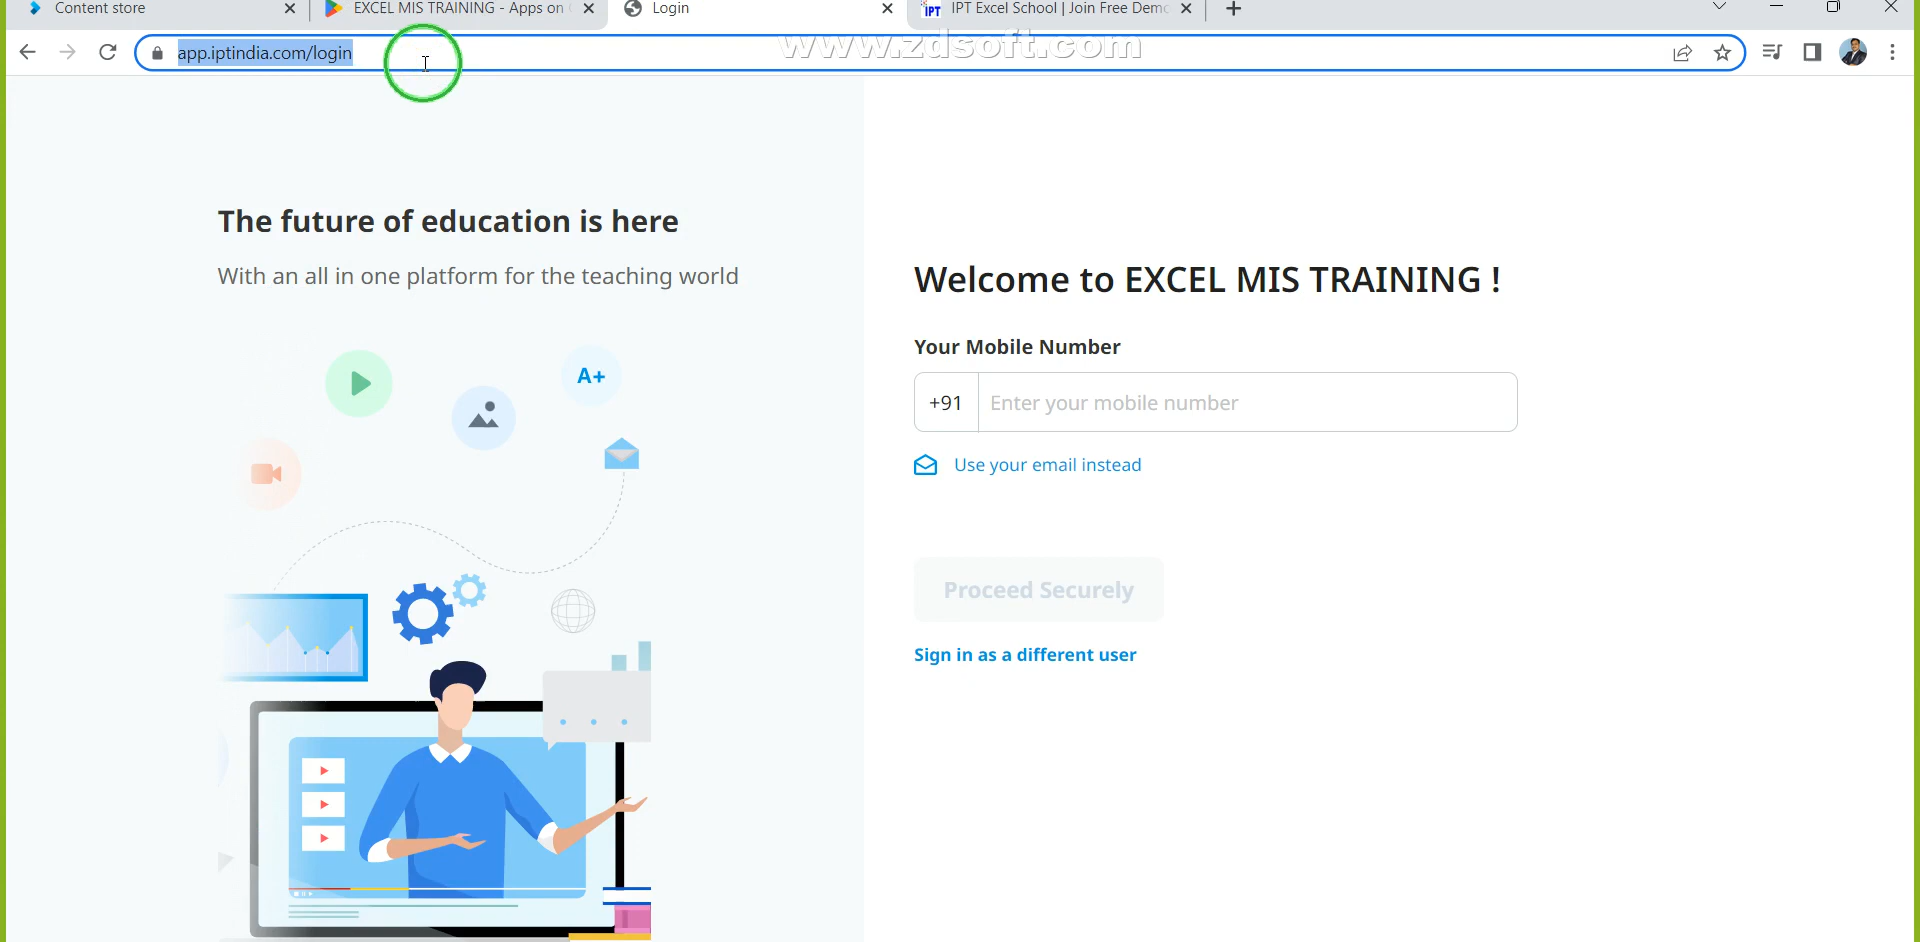 Content store
EXCEL MIS TRAINING - Apps on
Login
IPT
IPT Excel School | Join Free Demo
app.iptindia.com/login
www.zdsoft.com
The future of education is here
With an all in one platform for the teaching world
A+
Welcome to EXCEL MIS TRAINING !
Your Mobile Number
+91
Enter your mobile number
Use your email instead
Proceed Securely
Sign in as a different user